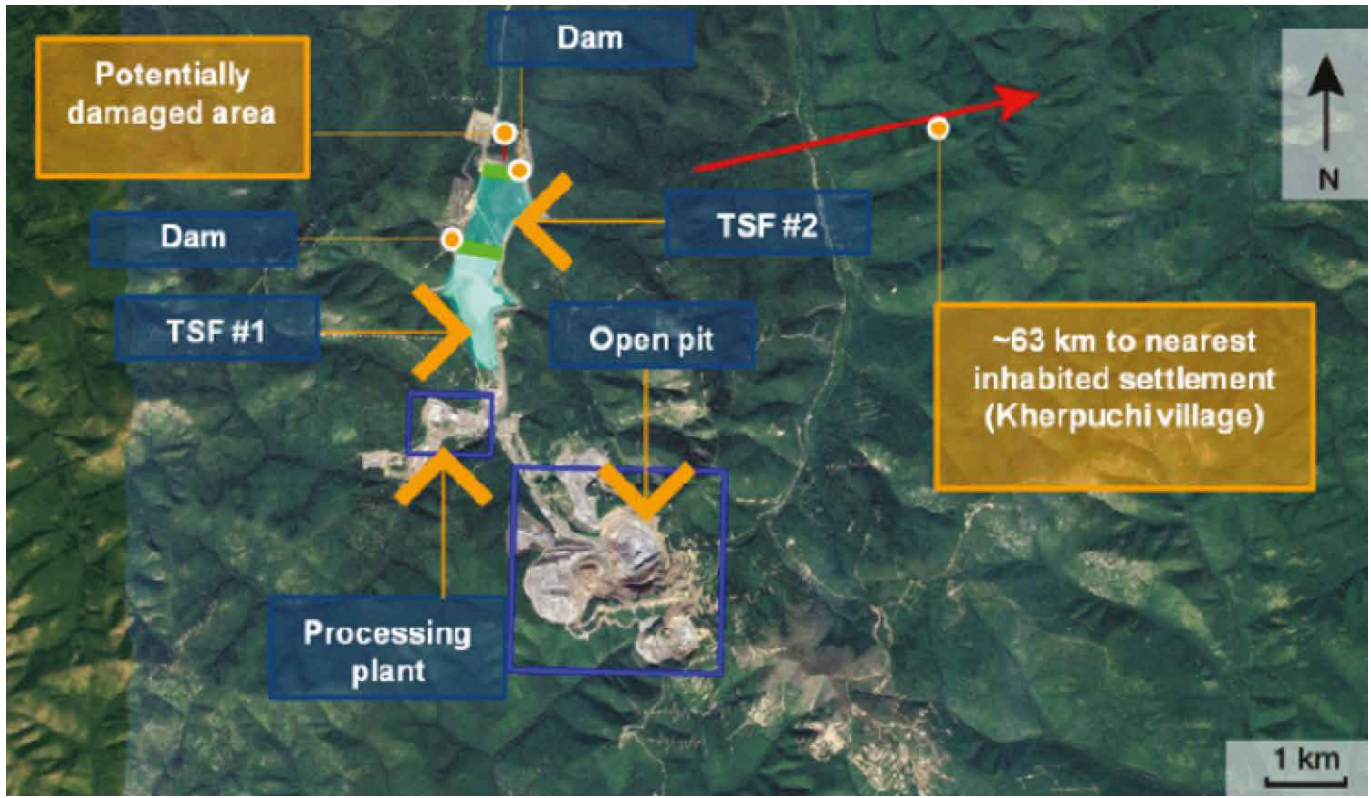 Dam
Potentially
damaged area
N
TSF #2
Dam
TSF #1
Open pit
~63 km to nearest
inhabited settlement
(Kherpuchi village)
Processing
plant
1 km